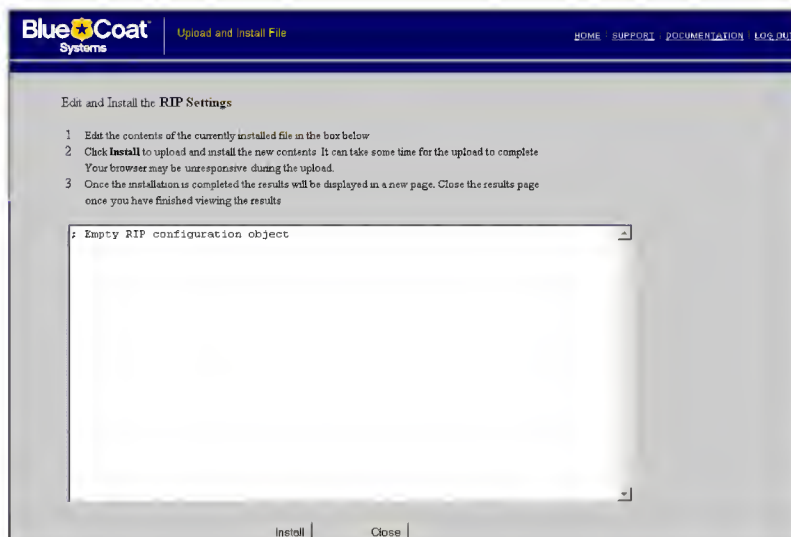 Blue Coat
Systems
Upload and Install File
HOME | SUPPORT | DOCUMENTATION | LOG OUT
Edit and Install the RIP Settings
1 Edit the contents of the currently installed file in the box below
2 Click Install to upload and install the new contents It can take some time for the upload to complete
Your browser may be unresponsive during the upload.
3 Once the installation is completed the results will be displayed in a new page. Close the results page
once you have finished viewing the results
; Empty RIP configuration object
Install
Close